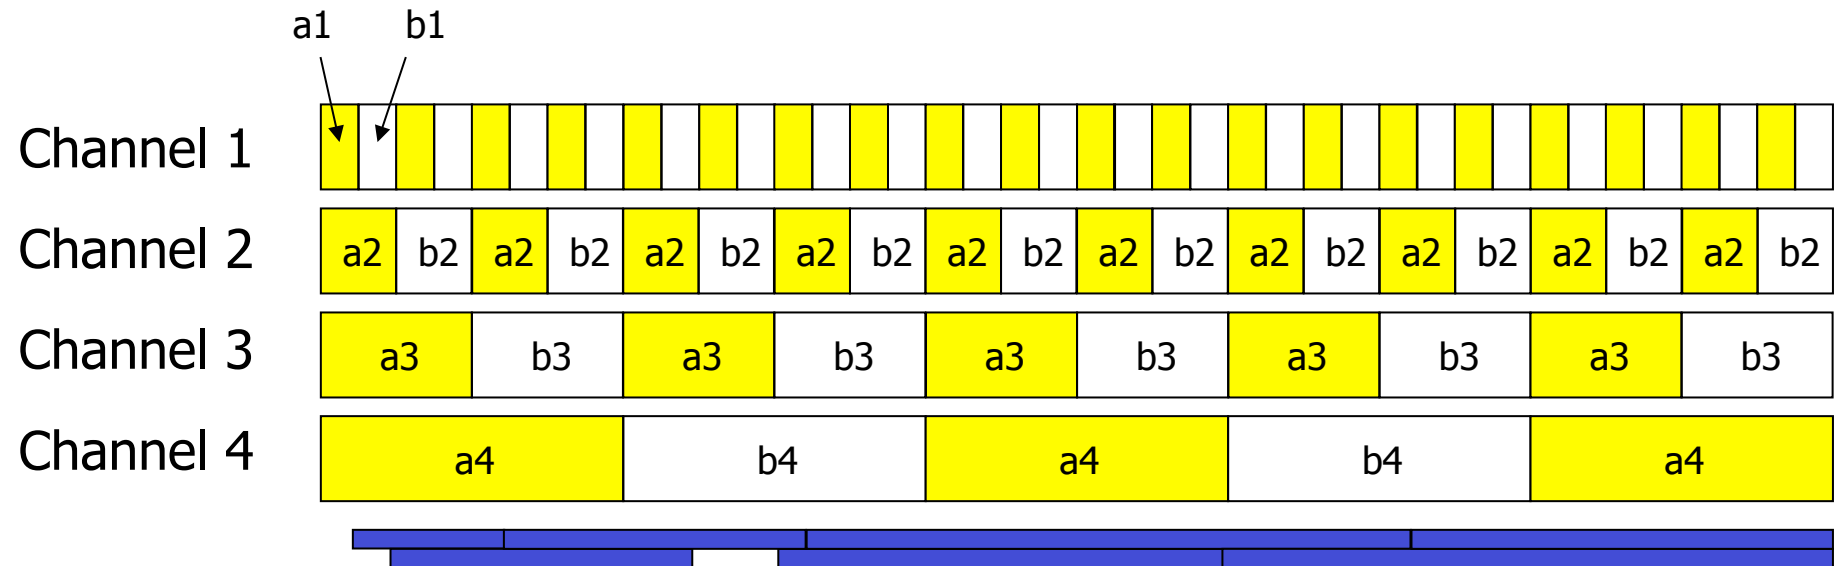 a1 b1
Channel 1
Channel 2 a2 b2 a2 b2 a2 b2 a2 b2 a2 b2 a2 b2 a2 b2 a2 b2 a2 b2 a2 b2
Channel 3 a3 b3 a3 b3 a3 b3 a3 b3 a3 b3
Channel 4 a4 b4 a4 b4 a4